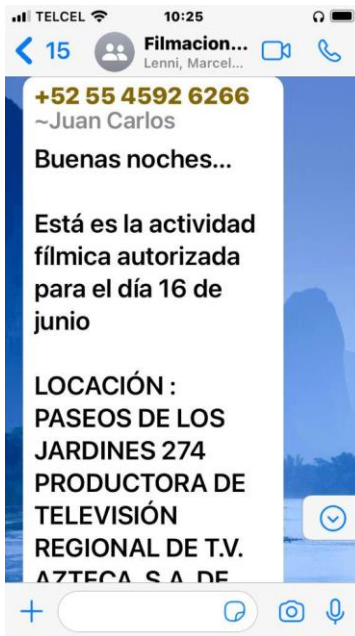 TELCEL 10:25
15 Filmacion...
Lenni, Marcel...
+52 55 4592 6266
~Juan Carlos
Buenas noches...
Está es la actividad
fílmica autorizada
para el día 16 de
junio
LOCACIÓN :
PASEOS DE LOS
JARDINES 274
PRODUCTORA DE
TELEVISIÓN
REGIONAL DE T.V.
AZTECA S.A. DE